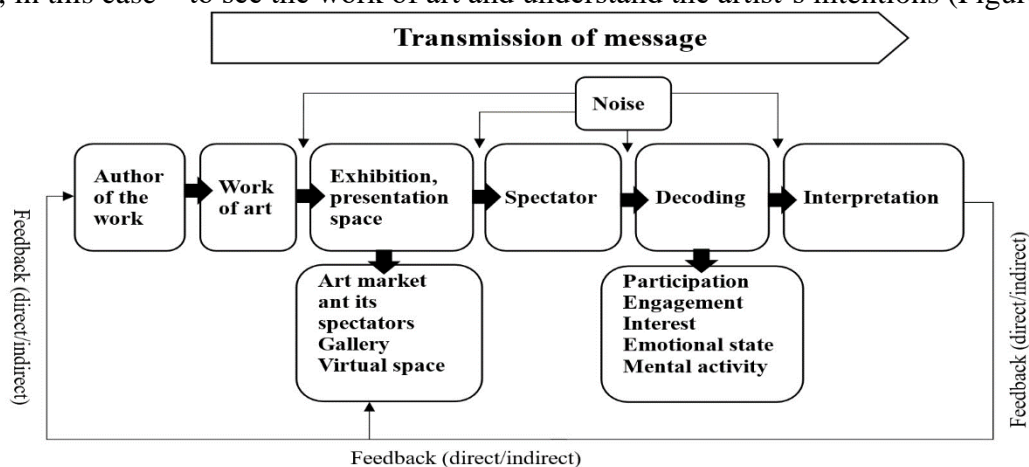 , in this case – to see the work of art and understand the artist's intentions (Figur
Transmission of message
Noise
Author
of the
work
Work
of art
Exhibition,
presentation
space
Spectator
Decoding
Interpretation
Art market
ant its
spectators
Gallery
Virtual space
Participation
Engagement
Interest
Emotional state
Mental activity
Feedback (direct/indirect)
Feedback (direct/indirect)
Feedback (direct/indirect)